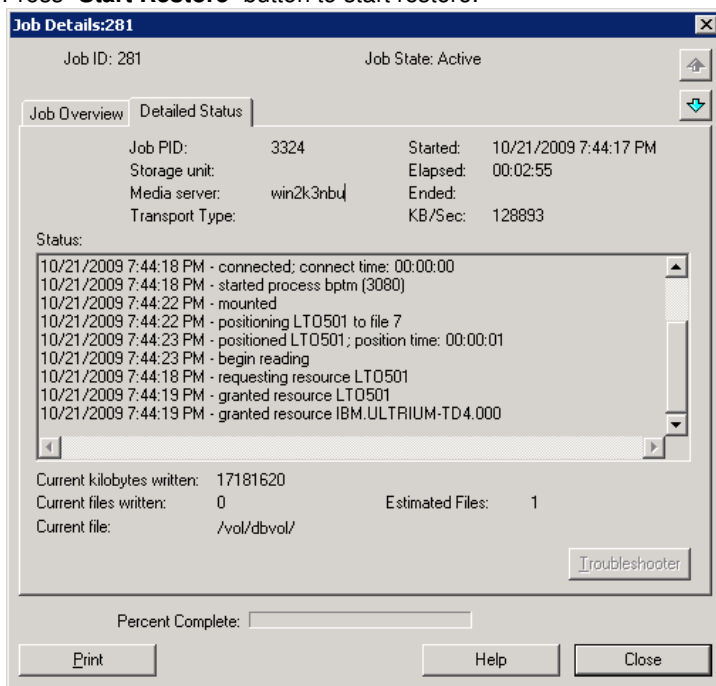 Press "Start Restore" button to start restore.
Job Details:281
Job ID: 281 Job State: Active
Job Overview Detailed Status
Job PID: 3324 Started: 10/21/2009 7:44:17 PM
Storage unit: Elapsed: 00:02:55
Media server: win2k3nbu Ended:
Transport Type: KB/Sec: 128893
Status:
10/21/2009 7:44:18 PM - connected; connect time: 00:00:00
10/21/2009 7:44:18 PM - started process bptm (3080)
10/21/2009 7:44:22 PM - mounted
10/21/2009 7:44:22 PM - positioning LTO501 to file 7
10/21/2009 7:44:23 PM - positioned LTO501; position time: 00:00:01
10/21/2009 7:44:23 PM - begin reading
10/21/2009 7:44:18 PM - requesting resource LTO501
10/21/2009 7:44:19 PM - granted resource LTO501
10/21/2009 7:44:19 PM - granted resource IBM.ULTRIUM-TD4.000
Current kilobytes written: 17181620
Current files written: 0 Estimated Files: 1
Current file: /vol/dbvol/
Troubleshooter
Percent Complete:
Print Help Close